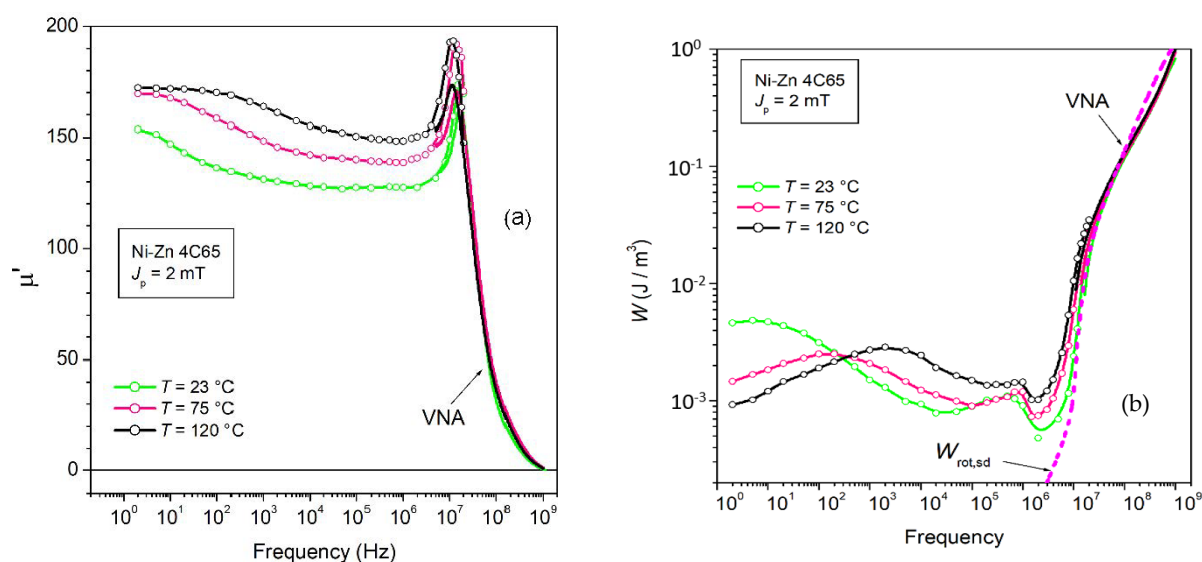 200
150
100
50
0
μ'
(a)
Ni-Zn 4C65
Jp = 2 mT
T = 23 °C
T = 75 °C
T = 120 °C
VNA
10^0 10^1 10^2 10^3 10^4 10^5 10^6 10^7 10^8 10^9
Frequency (Hz)
10^0
10^-1
10^-2
10^-3
W (J / m^3)
Ni-Zn 4C65
Jp = 2 mT
VNA
T = 23 °C
T = 75 °C
T = 120 °C
(b)
Wrot,sd
10^0 10^1 10^2 10^3 10^4 10^5 10^6 10^7 10^8 10^9
Frequency